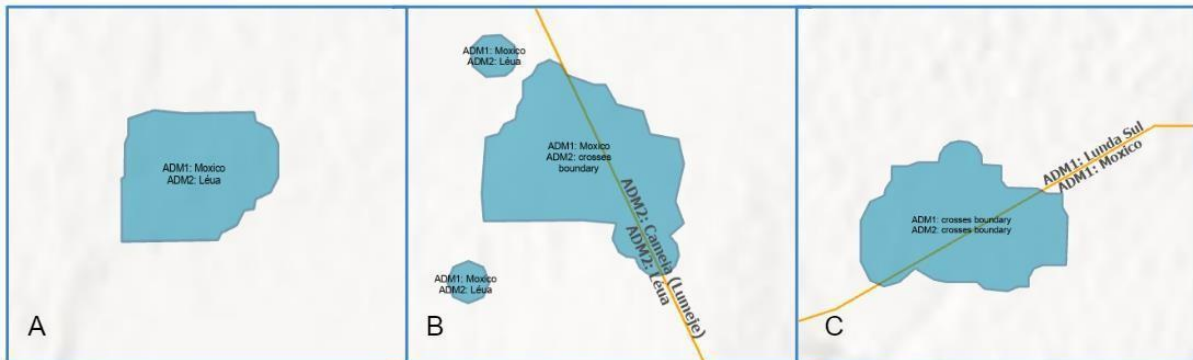 ADM1: Moxico
ADM2: Léua
A
ADM1: Moxico
ADM2: Léua
ADM1: Moxico
ADM2: crosses
boundary
ADM2: Cameia (Lumeje)
ADM2: Léua
ADM1: Moxico
ADM2: Léua
B
ADM1: Lunda Sul
ADM1: Moxico
ADM1: crosses boundary
ADM2: crosses boundary
C